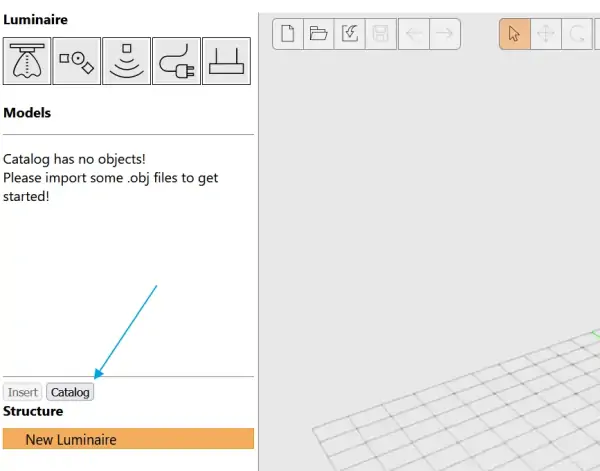 Luminaire
Models
Catalog has no objects!
Please import some .obj files to get
started!
Insert Catalog
Structure
New Luminaire